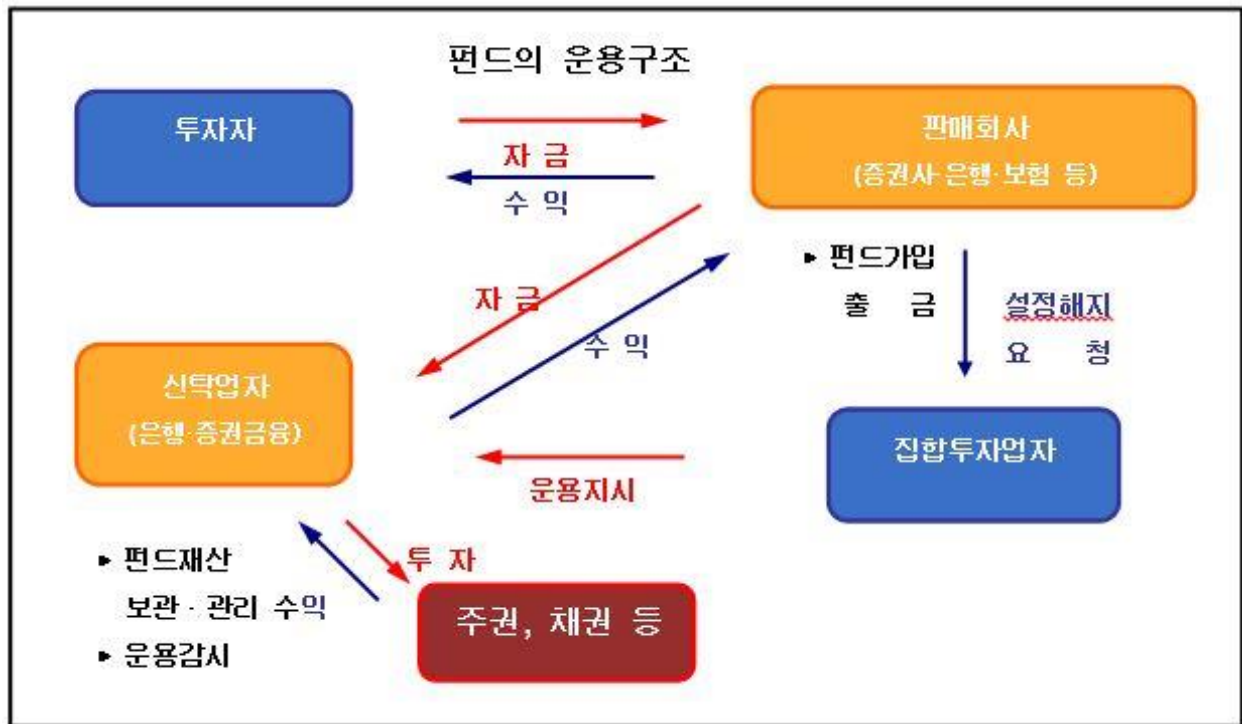 펀드의 운용구조
투자자
자 금
수 익
판매회사
(증권사·은행·보험 등)
자 금
수 익
▸ 펀드가입
출 금
설정해지
요 청
신탁업자
(은행·증권금융)
운용지시
집합투자업자
▸ 펀드재산
보관·관리 수익
▸ 운용감시
투 자
주권, 채권 등